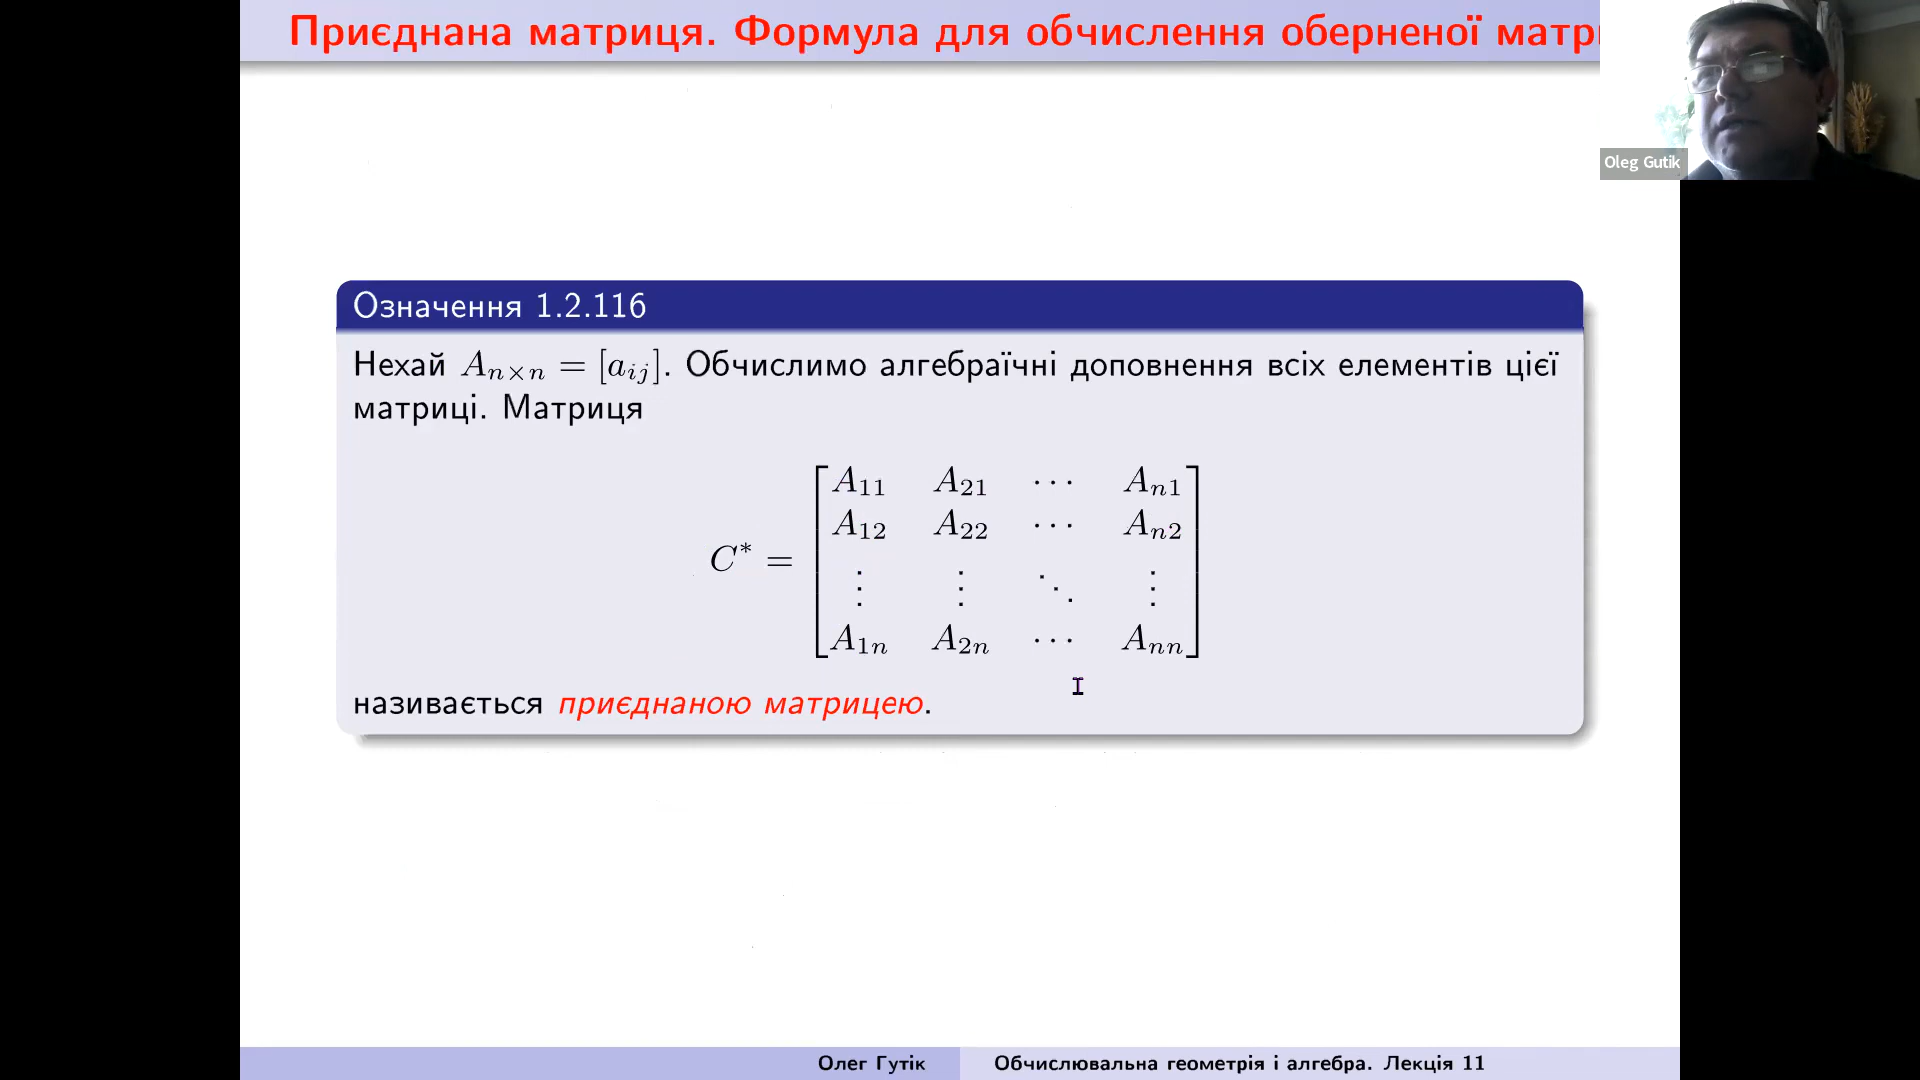 Приєднана матриця. Формула для обчислення оберненої матри
Oleg Gutik
Означення 1.2.116
Нехай A_{n×n} = [a_{ij}]. Обчислимо алгебраїчні доповнення всіх елементів цієї
матриці. Матриця
C* =
A_{11} A_{21} ⋯ A_{n1}
A_{12} A_{22} ⋯ A_{n2}
⋮ ⋮ ⋱ ⋮
A_{1n} A_{2n} ⋯ A_{nn}
називається приєднаною матрицею.
Олег Гутік Обчислювальна геометрія і алгебра. Лекція 11